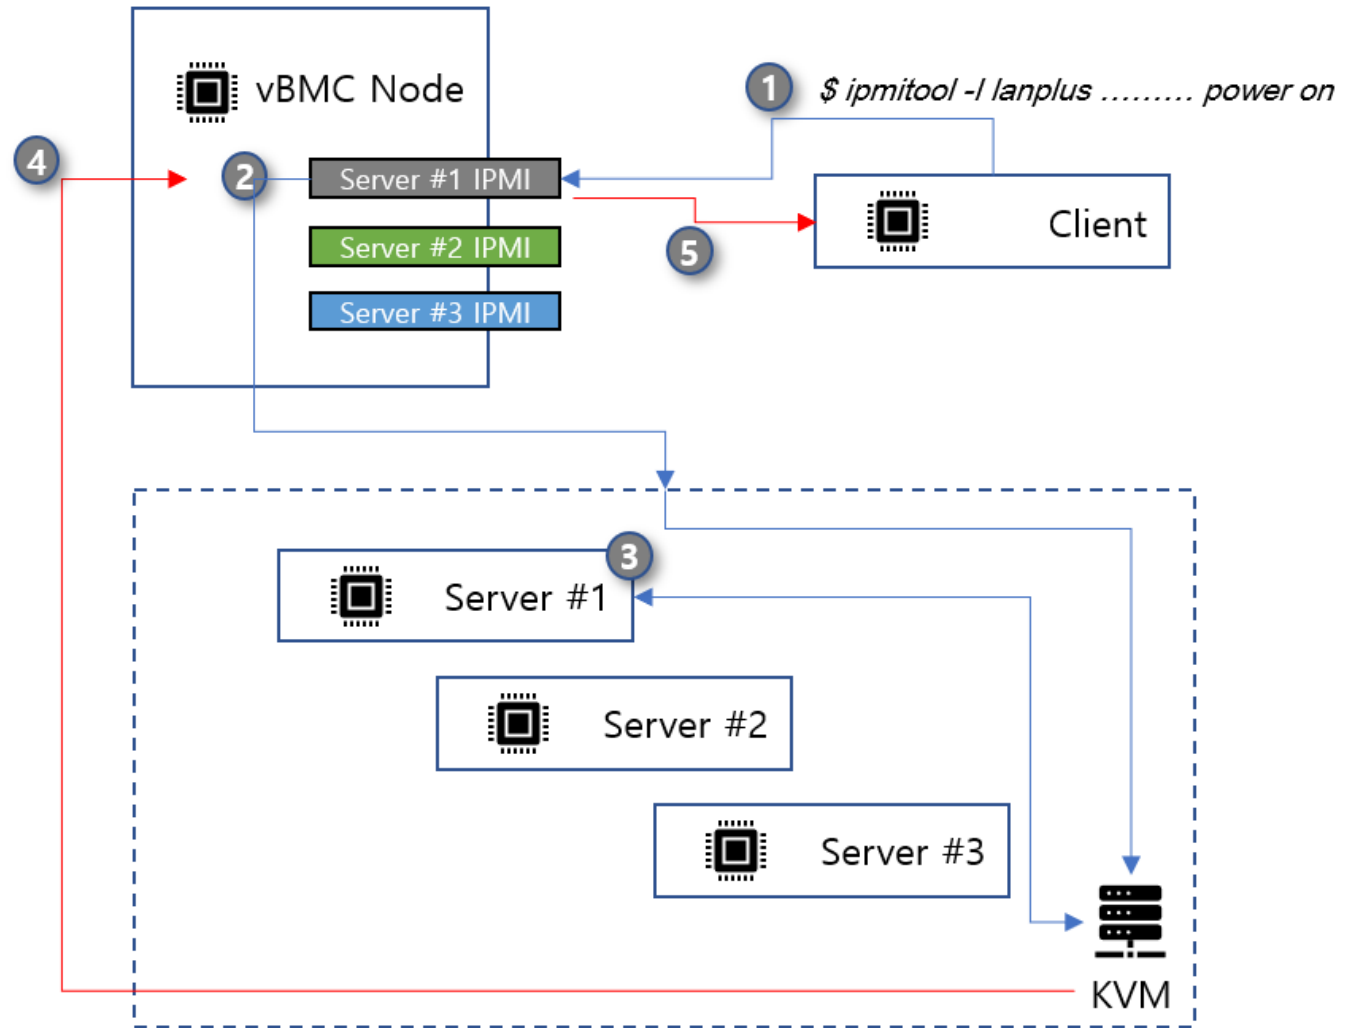 vBMC Node
1
$ ipmitool -I lanplus ......... power on
4
2
Server #1 IPMI
Client
Server #2 IPMI
5
Server #3 IPMI
3
Server #1
Server #2
Server #3
KVM